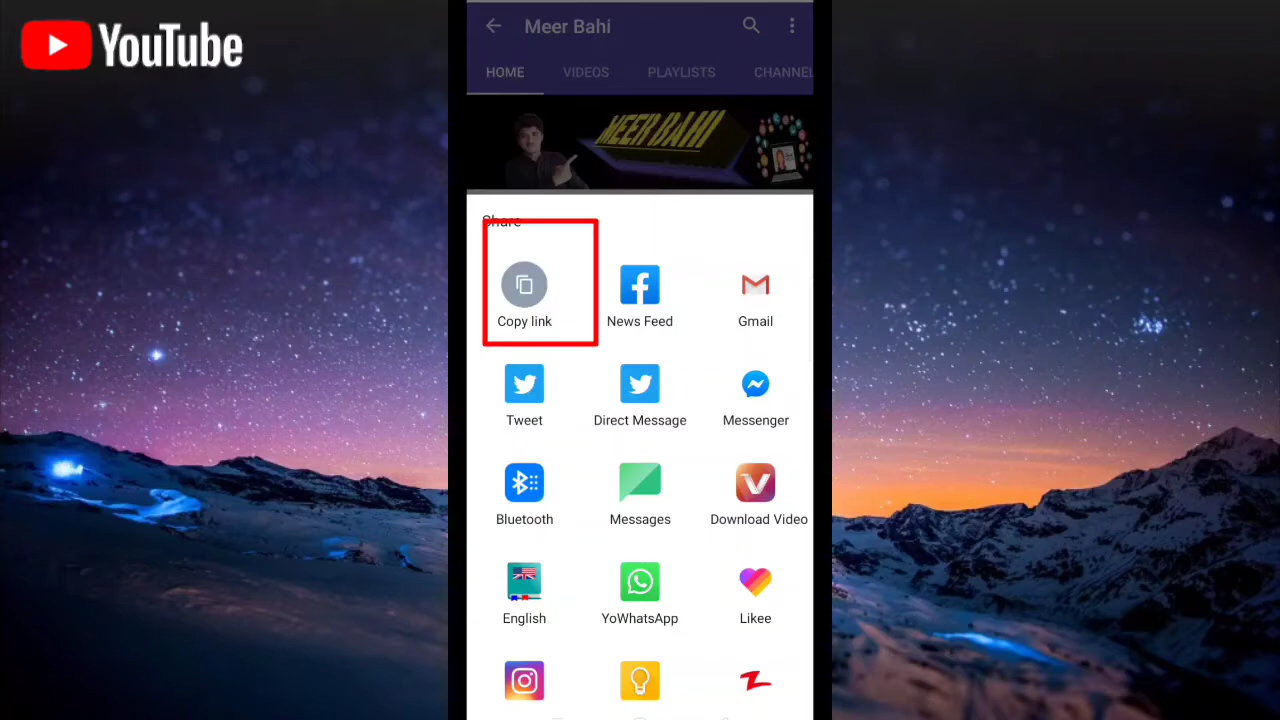 YouTube
Meer Bahi
HOME VIDEOS PLAYLISTS CHANNEL
MEER BAHI
Share
Copy link News Feed Gmail
Tweet Direct Message Messenger
Bluetooth Messages Download Video
English YoWhatsApp Likee